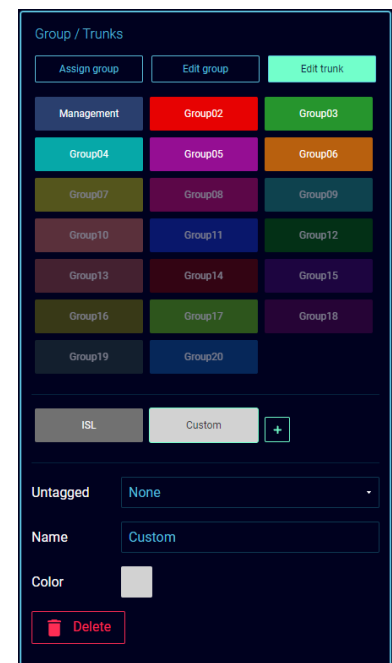 Group / Trunks
Assign group Edit group Edit trunk
Management Group02 Group03
Group04 Group05 Group06
Group07 Group08 Group09
Group10 Group11 Group12
Group13 Group14 Group15
Group16 Group17 Group18
Group19 Group20
ISL Custom +
Untagged None
Name Custom
Color
Delete